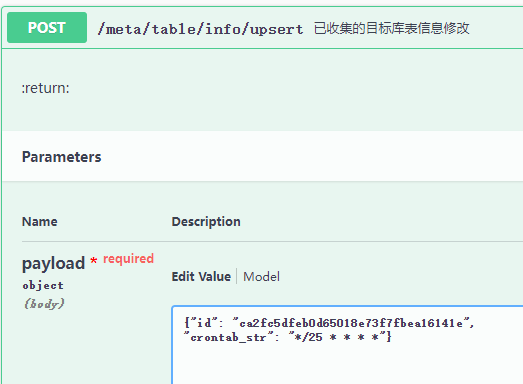 POST /meta/table/info/upsert 已收集的目标库表信息修改
:return:
Parameters
Name Description
payload * required
object
(body)
Edit Value | Model
{"id": "ca2fc5dfeb0d65018e73f7fbea16141e",
"crontab_str": "*/25 * * * *"}